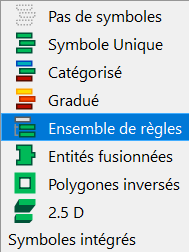 Pas de symboles
Symbole Unique
Catégorisé
Gradué
Ensemble de règles
Entités fusionnées
Polygones inversés
2.5 D
Symboles intégrés